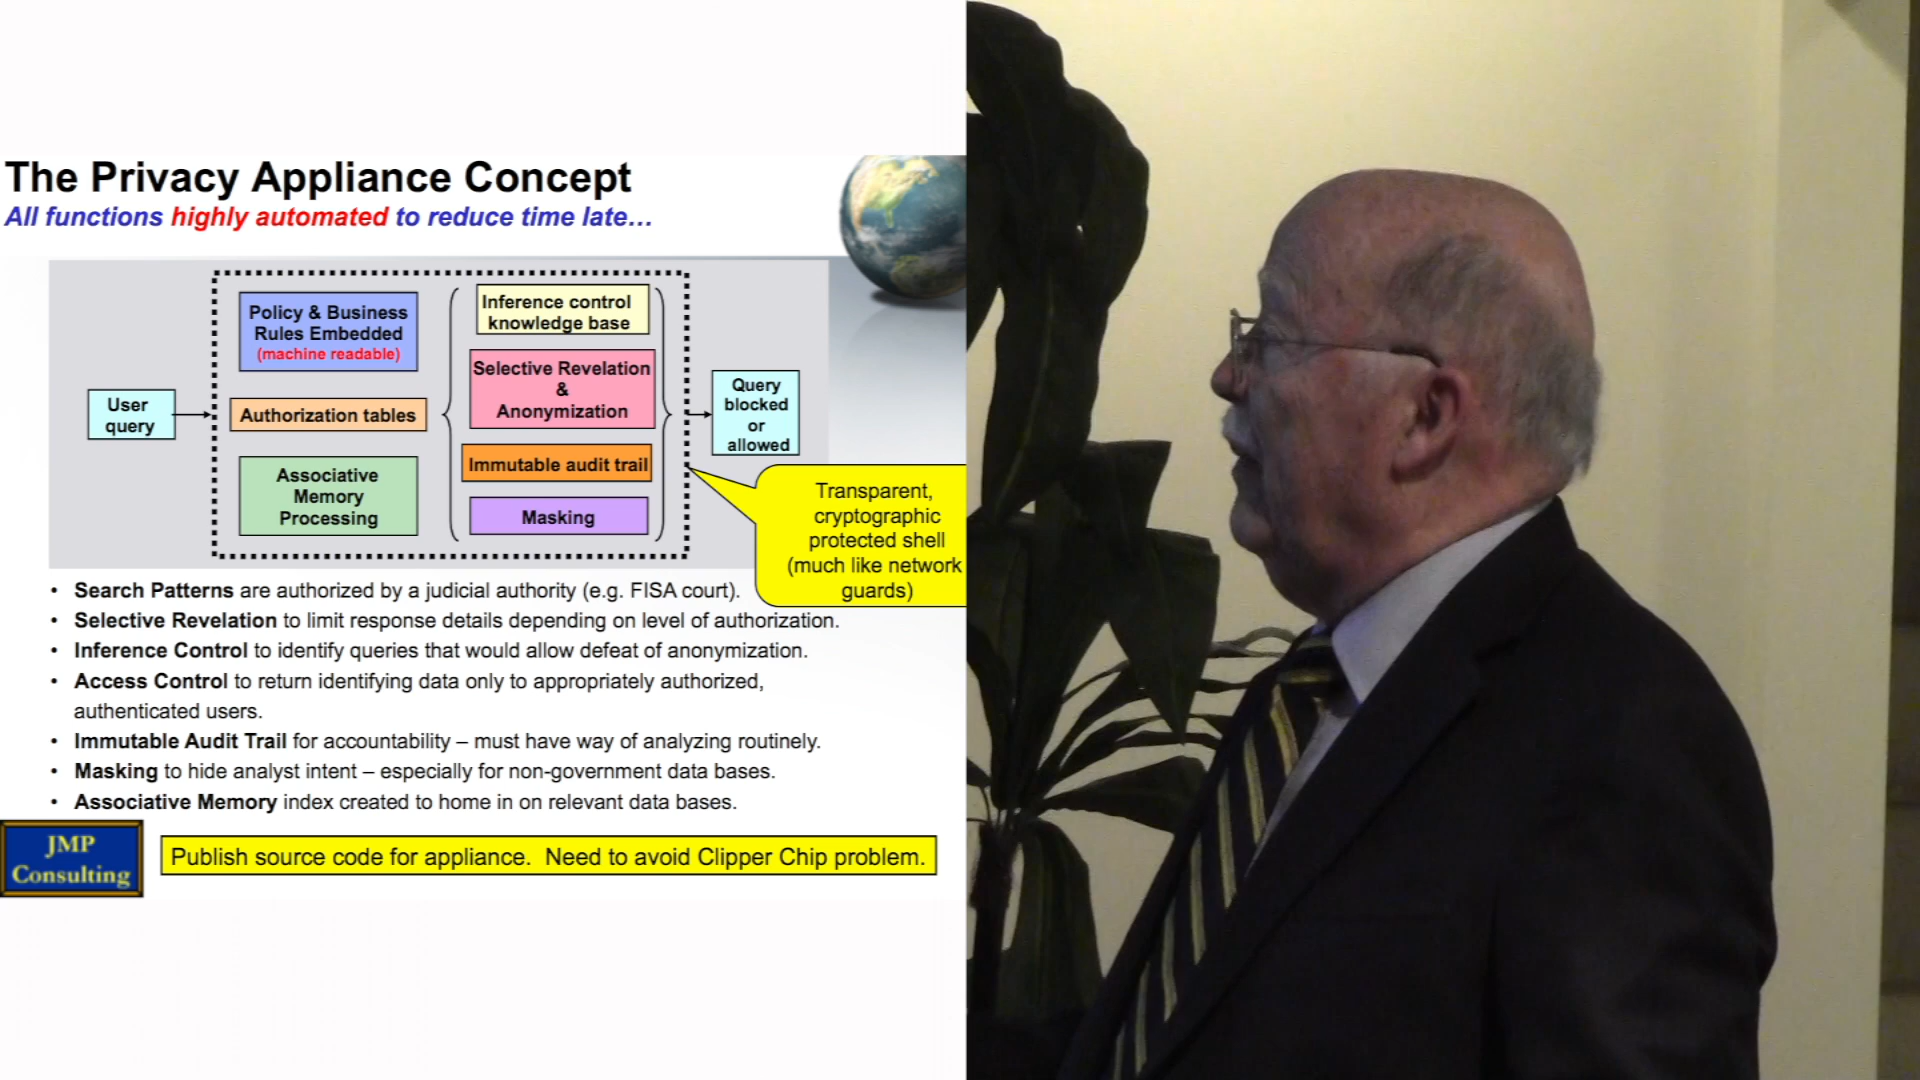 The Privacy Appliance Concept
All functions highly automated to reduce time late…
Policy & Business
Rules Embedded
(machine readable)
Inference control
knowledge base
Selective Revelation
&
Anonymization
User
query
Authorization tables
Query
blocked
or
allowed
Immutable audit trail
Associative
Memory
Processing
Masking
Transparent,
cryptographic
protected shell
(much like network
guards)
• Search Patterns are authorized by a judicial authority (e.g. FISA court).
• Selective Revelation to limit response details depending on level of authorization.
• Inference Control to identify queries that would allow defeat of anonymization.
• Access Control to return identifying data only to appropriately authorized,
authenticated users.
• Immutable Audit Trail for accountability – must have way of analyzing routinely.
• Masking to hide analyst intent – especially for non-government data bases.
• Associative Memory index created to home in on relevant data bases.
JMP
Consulting
Publish source code for appliance. Need to avoid Clipper Chip problem.